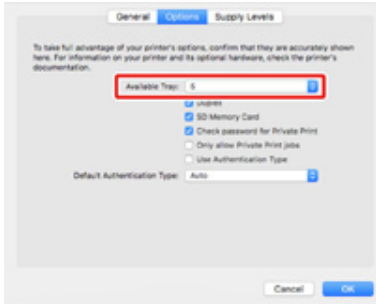 General Options Supply Levels
To take full advantage of your printer's options, confirm that they are accurately shown
here. For information on your printer and its optional hardware, check the printer's
documentation.
Available Tray: 5
Duplex
SD Memory Card
Check password for Private Print
Only allow Private Print jobs
Use Authentication Type
Default Authentication Type: Auto
Cancel OK